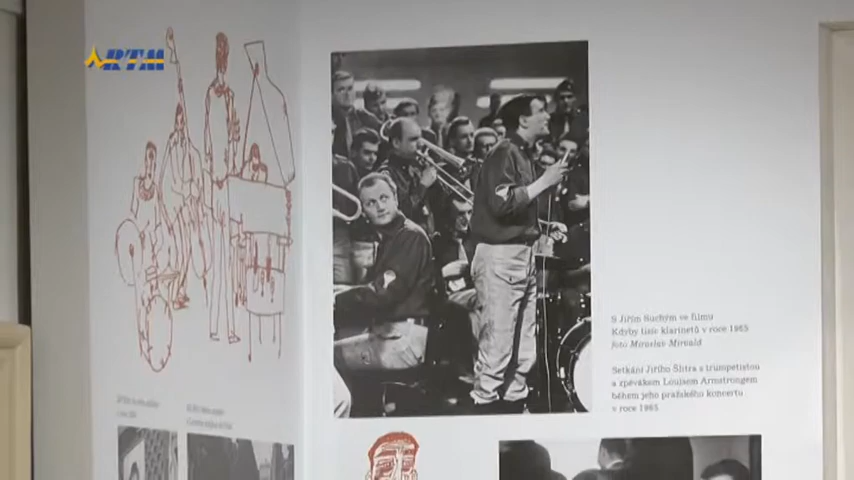 RTM
S Jiřím Suchým ve filmu
Kdyby tisíc klarinetů v roce 1965
foto Miroslav Mirvald
Setkání Jiřího Šlitra s trumpetistou
a zpěvákem Louisem Armstrongem
během jeho pražského koncertu
v roce 1965